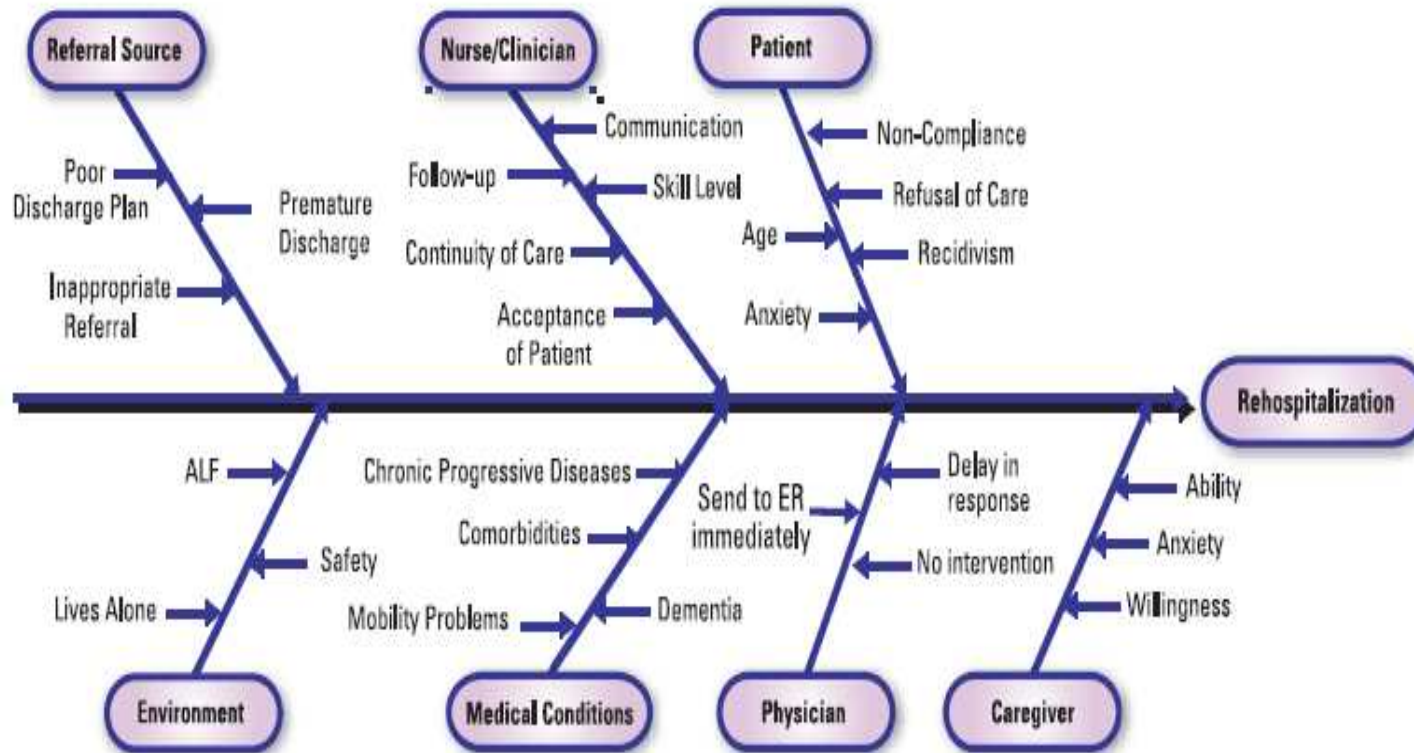 Referral Source
Nurse/Clinician
Patient
Communication
Non-Compliance
Poor
Discharge Plan
Follow-up
Skill Level
Refusal of Care
Premature
Discharge
Age
Recidivism
Continuity of Care
Inappropriate
Referral
Acceptance
of Patient
Anxiety
Rehospitalization
ALF
Chronic Progressive Diseases
Delay in
response
Send to ER
immediately
Ability
Comorbidities
Anxiety
Safety
No intervention
Lives Alone
Mobility Problems
Dementia
Willingness
Environment
Medical Conditions
Physician
Caregiver